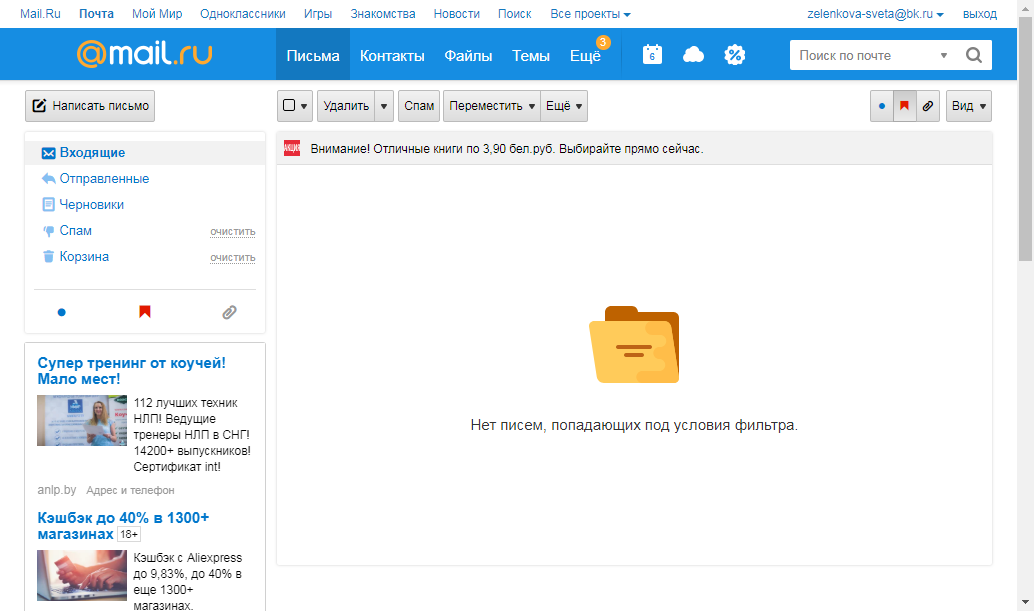 Mail.Ru Почта Мой Мир Одноклассники Игры Знакомства Новости Поиск Все проекты zelenkova-sveta@bk.ru выход
@mail.ru Письма Контакты Файлы Темы Ещё 3 6 Поиск по почте
Написать письмо Удалить Спам Переместить Ещё Вид
Входящие
Отправленные
Черновики
Спам очистить
Корзина очистить
АКЦИЯ Внимание! Отличные книги по 3,90 бел.руб. Выбирайте прямо сейчас.
Нет писем, попадающих под условия фильтра.
Супер тренинг от коучей!
Мало мест!
112 лучших техник
НЛП! Ведущие
тренеры НЛП в СНГ!
14200+ выпускников!
Сертификат int!
anlp.by Адрес и телефон
Кэшбэк до 40% в 1300+
магазинах 18+
Кэшбэк с Aliexpress
до 9,83%, до 40% в
еще 1300+
магазинах.